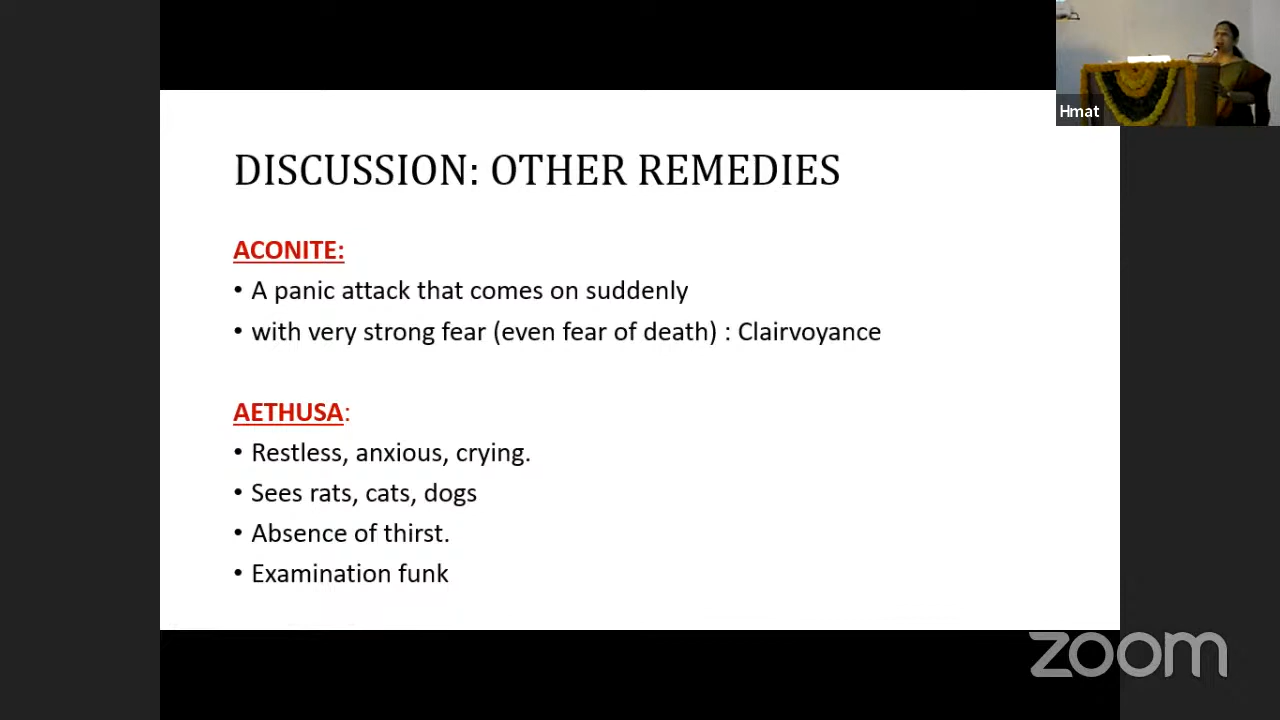 Hmat
DISCUSSION: OTHER REMEDIES
ACONITE:
• A panic attack that comes on suddenly
• with very strong fear (even fear of death) : Clairvoyance
AETHUSA:
• Restless, anxious, crying.
• Sees rats, cats, dogs
• Absence of thirst.
• Examination funk
zoom